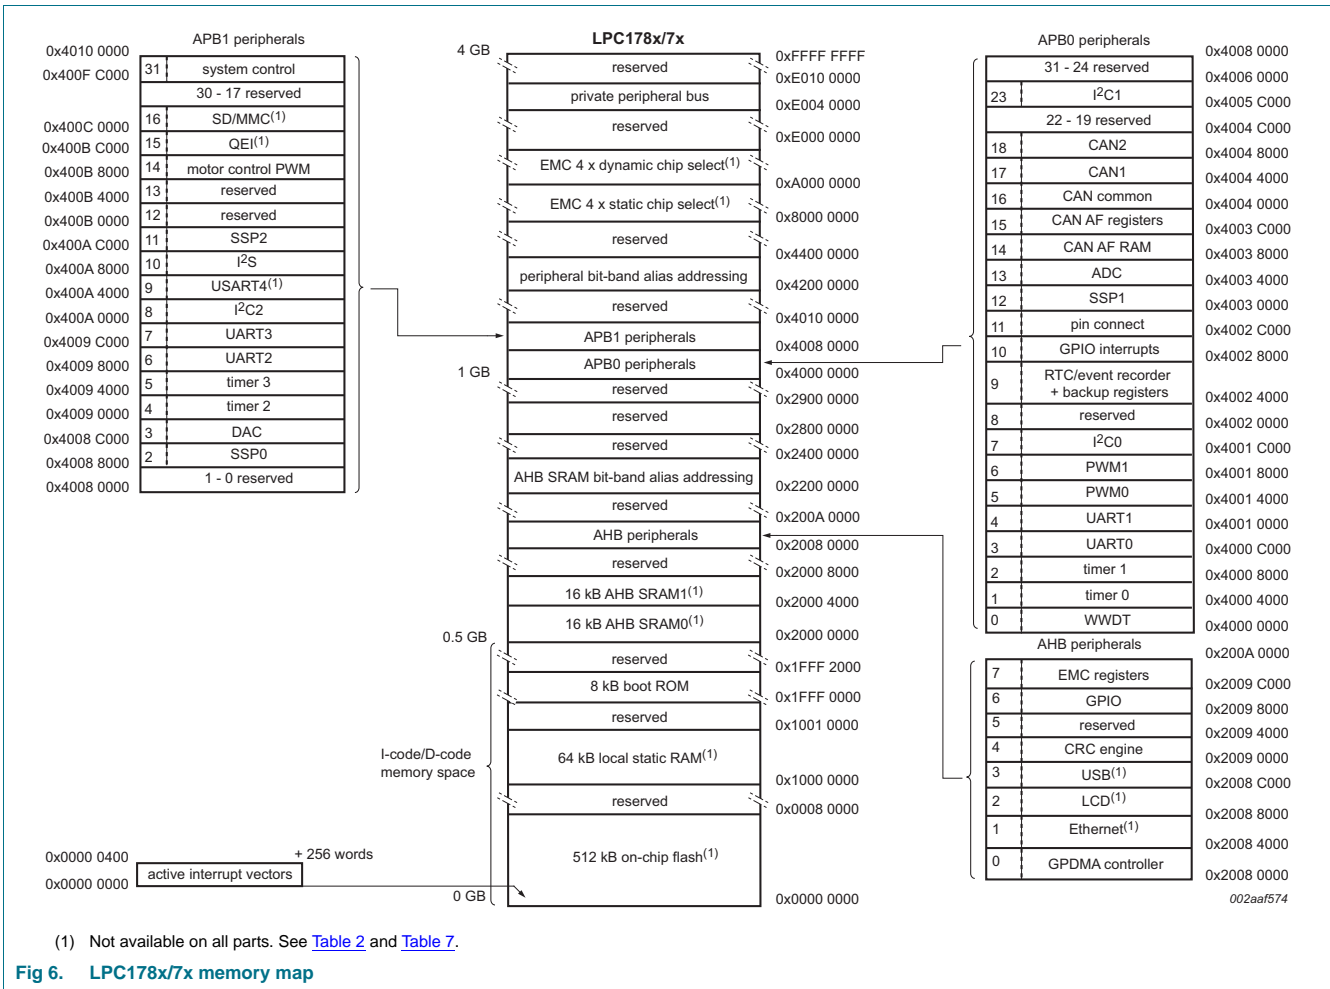 APB1 peripherals
0x4010 0000
31 system control
0x400F C000
30 - 17 reserved
16 SD/MMC(1)
0x400C 0000
15 QEI(1)
0x400B C000
14 motor control PWM
0x400B 8000
13 reserved
0x400B 4000
12 reserved
0x400B 0000
11 SSP2
0x400A C000
10 I2S
0x400A 8000
9 USART4(1)
0x400A 4000
8 I2C2
0x400A 0000
7 UART3
0x4009 C000
6 UART2
0x4009 8000
5 timer 3
0x4009 4000
4 timer 2
0x4009 0000
3 DAC
0x4008 C000
2 SSP0
0x4008 8000
1 - 0 reserved
0x4008 0000
0x0000 0400
+ 256 words
active interrupt vectors
0x0000 0000
LPC178x/7x
4 GB
0xFFFF FFFF
reserved
0xE010 0000
private peripheral bus
0xE004 0000
reserved
0xE000 0000
EMC 4 x dynamic chip select(1)
0xA000 0000
EMC 4 x static chip select(1)
0x8000 0000
reserved
0x4400 0000
peripheral bit-band alias addressing
0x4200 0000
reserved
0x4010 0000
APB1 peripherals
0x4008 0000
APB0 peripherals
1 GB
0x4000 0000
reserved
0x2900 0000
reserved
0x2800 0000
reserved
0x2400 0000
AHB SRAM bit-band alias addressing
0x2200 0000
reserved
0x200A 0000
AHB peripherals
0x2008 0000
reserved
0x2000 8000
16 kB AHB SRAM1(1)
0x2000 4000
16 kB AHB SRAM0(1)
0.5 GB
0x2000 0000
reserved
0x1FFF 2000
8 kB boot ROM
0x1FFF 0000
reserved
0x1001 0000
I-code/D-code
memory space
64 kB local static RAM(1)
0x1000 0000
reserved
0x0008 0000
512 kB on-chip flash(1)
0 GB
0x0000 0000
APB0 peripherals
0x4008 0000
31 - 24 reserved
0x4006 0000
23 I2C1
0x4005 C000
22 - 19 reserved
0x4004 C000
18 CAN2
0x4004 8000
17 CAN1
0x4004 4000
16 CAN common
0x4004 0000
15 CAN AF registers
0x4003 C000
14 CAN AF RAM
0x4003 8000
13 ADC
0x4003 4000
12 SSP1
0x4003 0000
11 pin connect
0x4002 C000
10 GPIO interrupts
0x4002 8000
9 RTC/event recorder
+ backup registers
0x4002 4000
8 reserved
0x4002 0000
7 I2C0
0x4001 C000
6 PWM1
0x4001 8000
5 PWM0
0x4001 4000
4 UART1
0x4001 0000
3 UART0
0x4000 C000
2 timer 1
0x4000 8000
1 timer 0
0x4000 4000
0 WWDT
0x4000 0000
AHB peripherals
0x200A 0000
7 EMC registers
0x2009 C000
6 GPIO
0x2009 8000
5 reserved
0x2009 4000
4 CRC engine
0x2009 0000
3 USB(1)
0x2008 C000
2 LCD(1)
0x2008 8000
1 Ethernet(1)
0x2008 4000
0 GPDMA controller
0x2008 0000
002aaf574
(1) Not available on all parts. See Table 2 and Table 7.
Fig 6. LPC178x/7x memory map